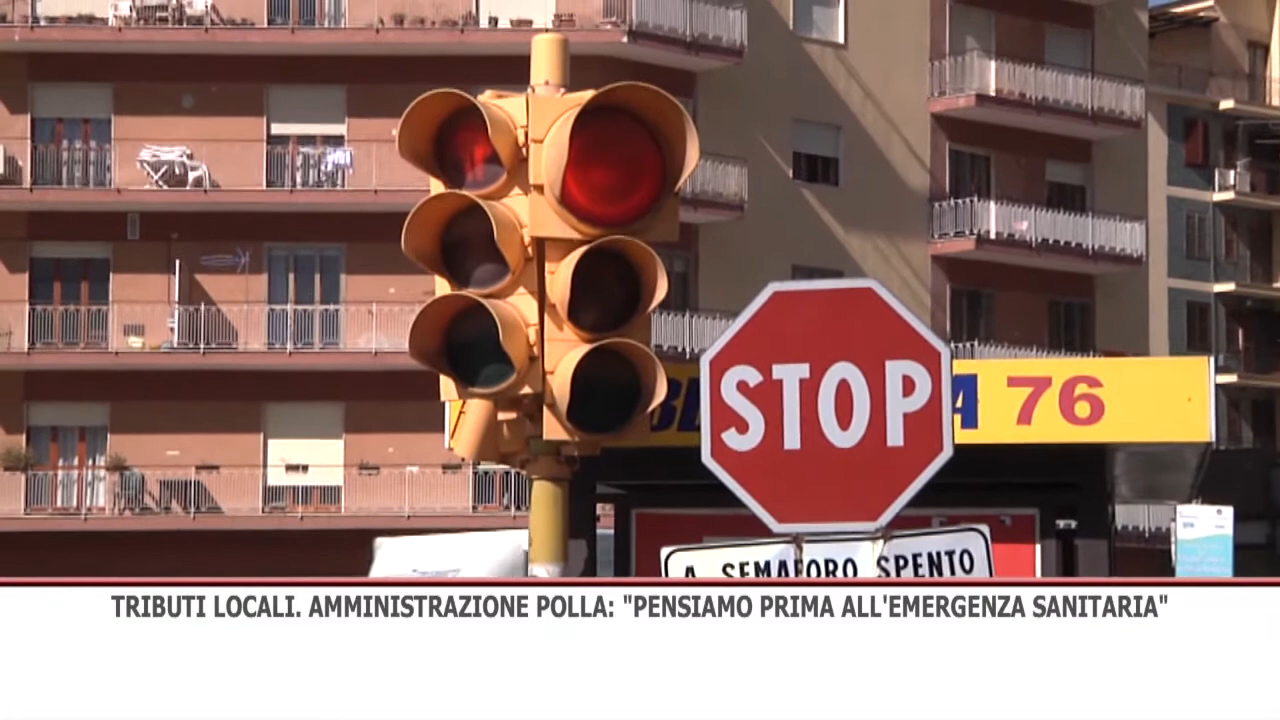 STOP
76
A SEMAFORO SPENTO
TRIBUTI LOCALI. AMMINISTRAZIONE POLLA: "PENSIAMO PRIMA ALL'EMERGENZA SANITARIA"